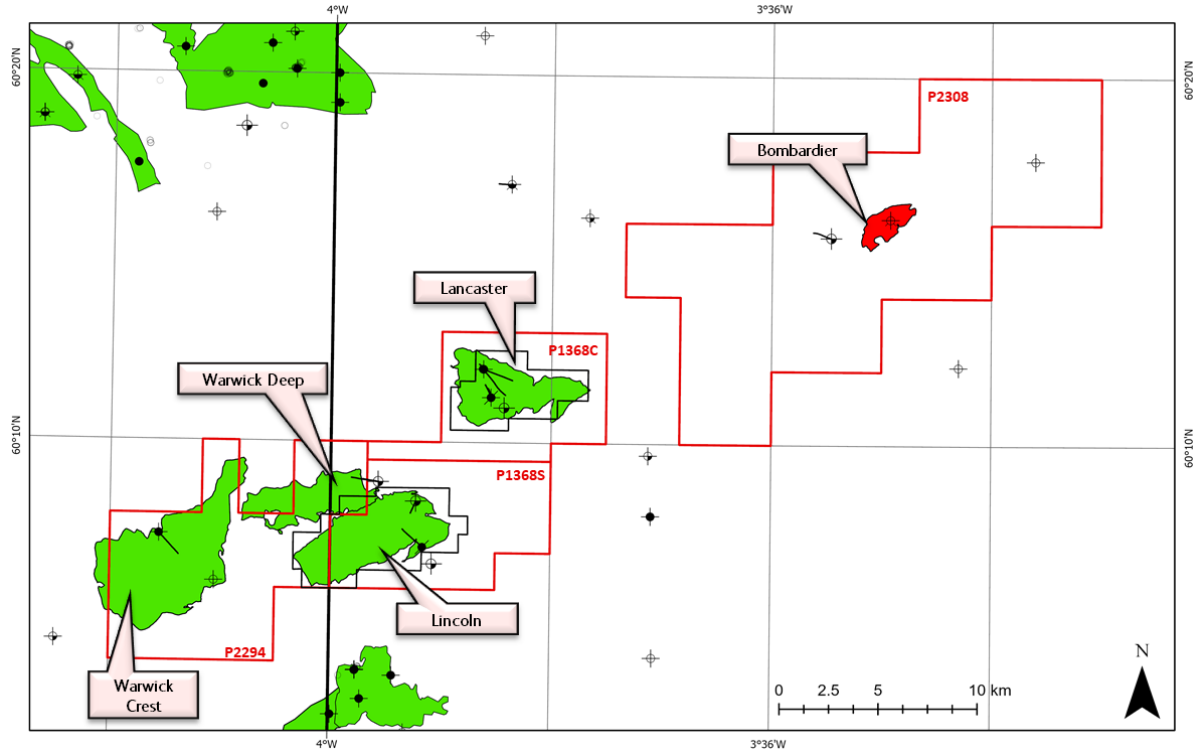 4°W
3°36'W
60°20'N
60°20'N
P2308
Bombardier
Lancaster
P1368C
Warwick Deep
60°10'N
60°10'N
P1368S
Lincoln
P2294
Warwick
Crest
N
0 2.5 5 10 km
4°W
3°36'W